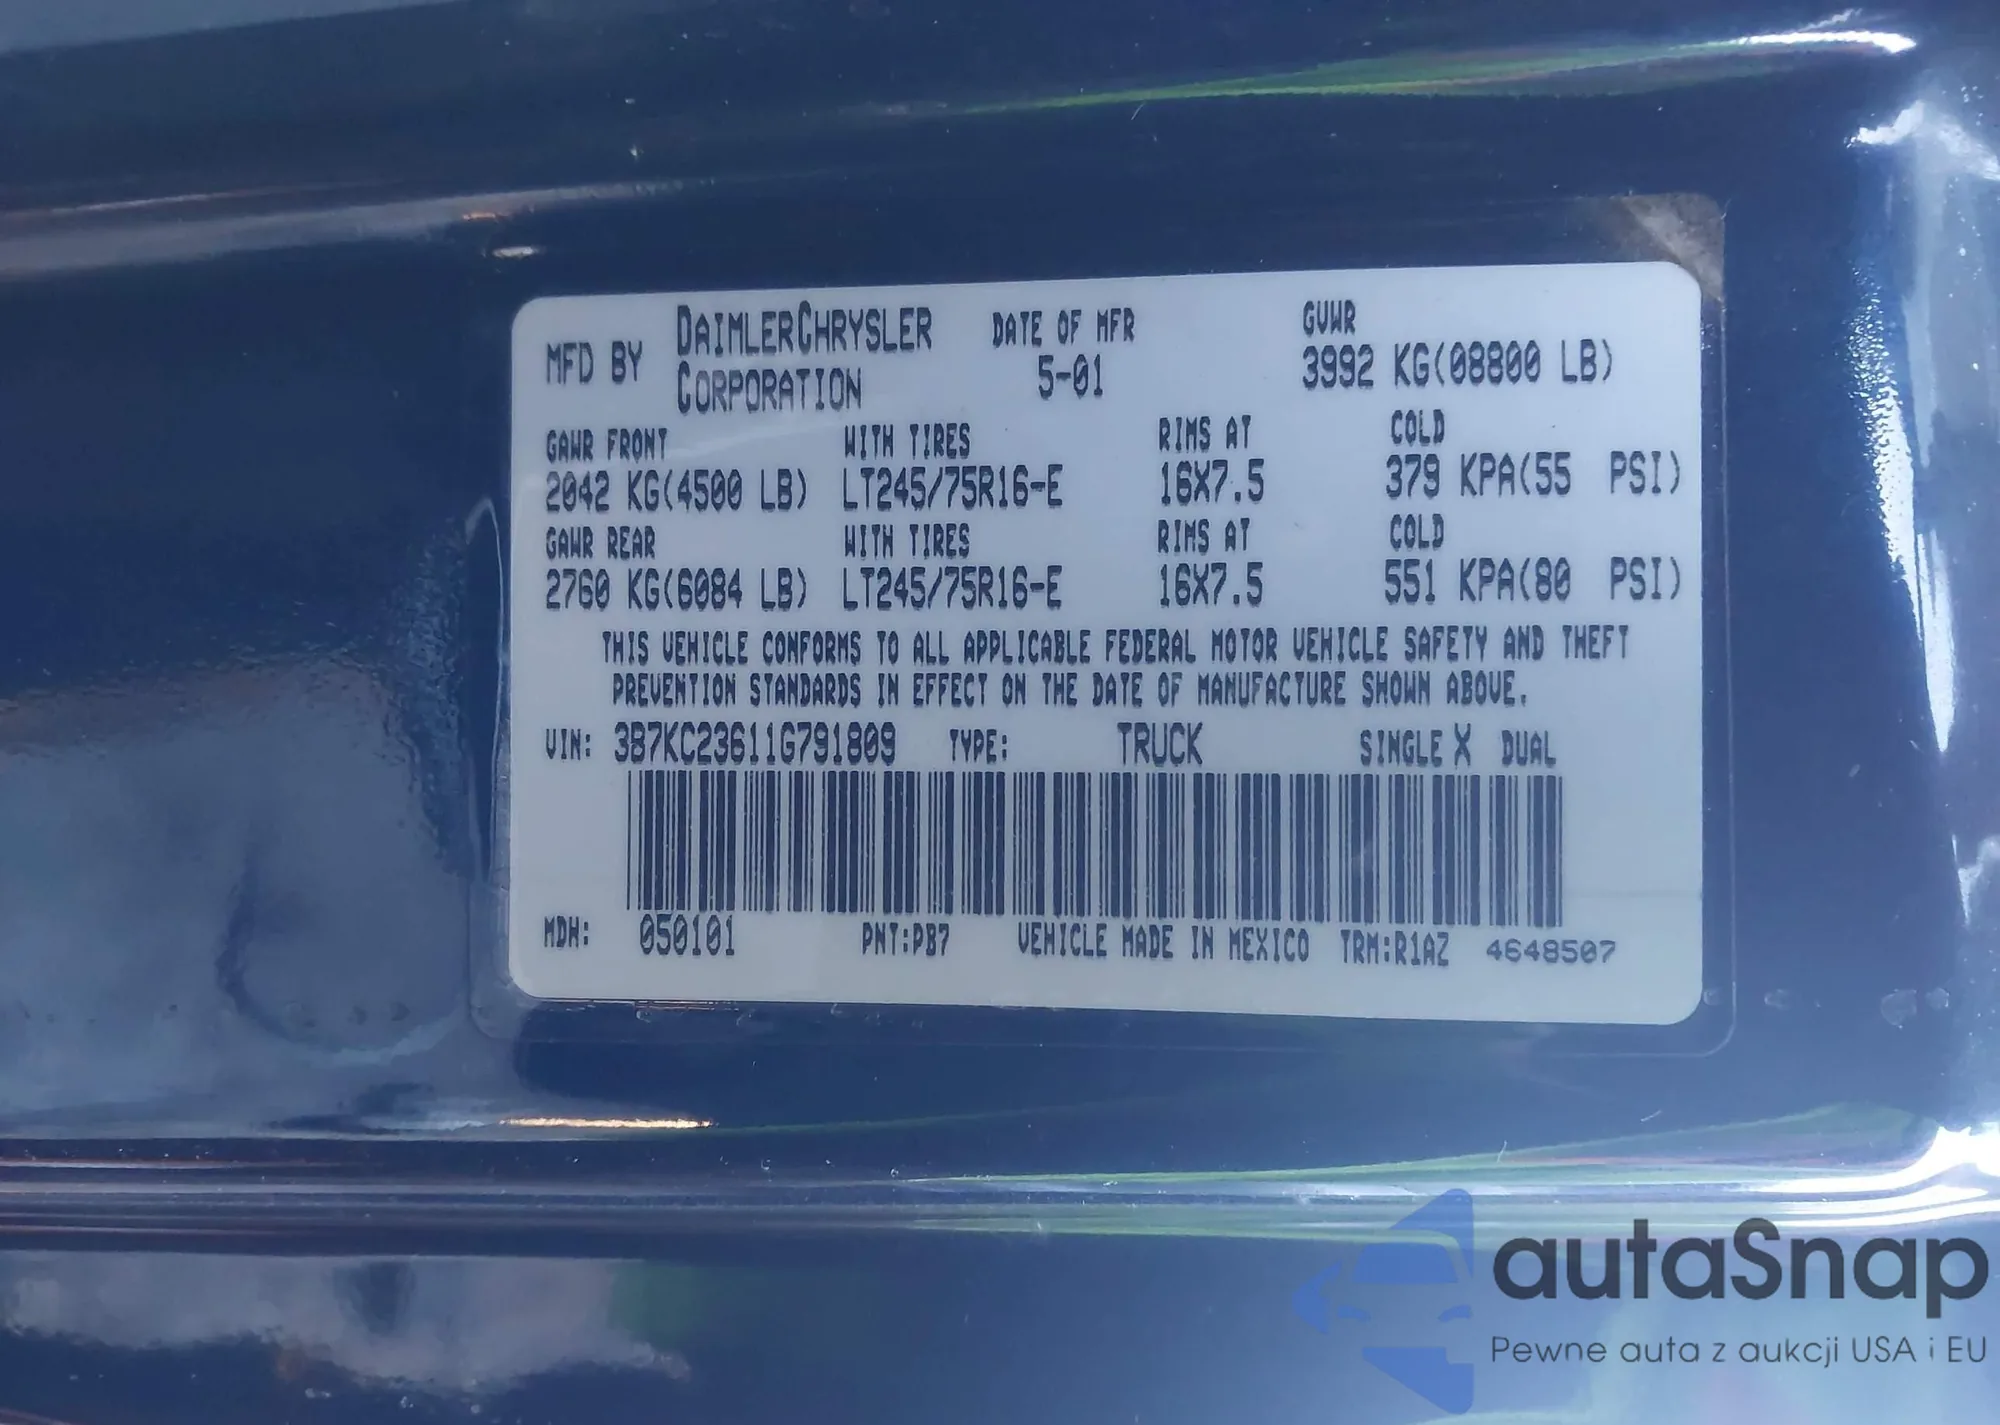 MFD BY DAIMLERCHRYSLER CORPORATION DATE OF MFR 5-01 GVWR 3992 KG(08800 LB)
GAWR FRONT WITH TIRES RIMS AT COLD
2042 KG(4500 LB) LT245/75R16-E 16X7.5 379 KPA(55 PSI)
GAWR REAR WITH TIRES RIMS AT COLD
2760 KG(6084 LB) LT245/75R16-E 16X7.5 551 KPA(80 PSI)
THIS VEHICLE CONFORMS TO ALL APPLICABLE FEDERAL MOTOR VEHICLE SAFETY AND THEFT
PREVENTION STANDARDS IN EFFECT ON THE DATE OF MANUFACTURE SHOWN ABOVE.
VIN: 3B7KC23611G791809 TYPE: TRUCK SINGLE X DUAL
MDH: 050101 PNT:PB7 VEHICLE MADE IN MEXICO TRM:R1AZ 4648507
autaSnap
Pewne auta z aukcji USA i EU